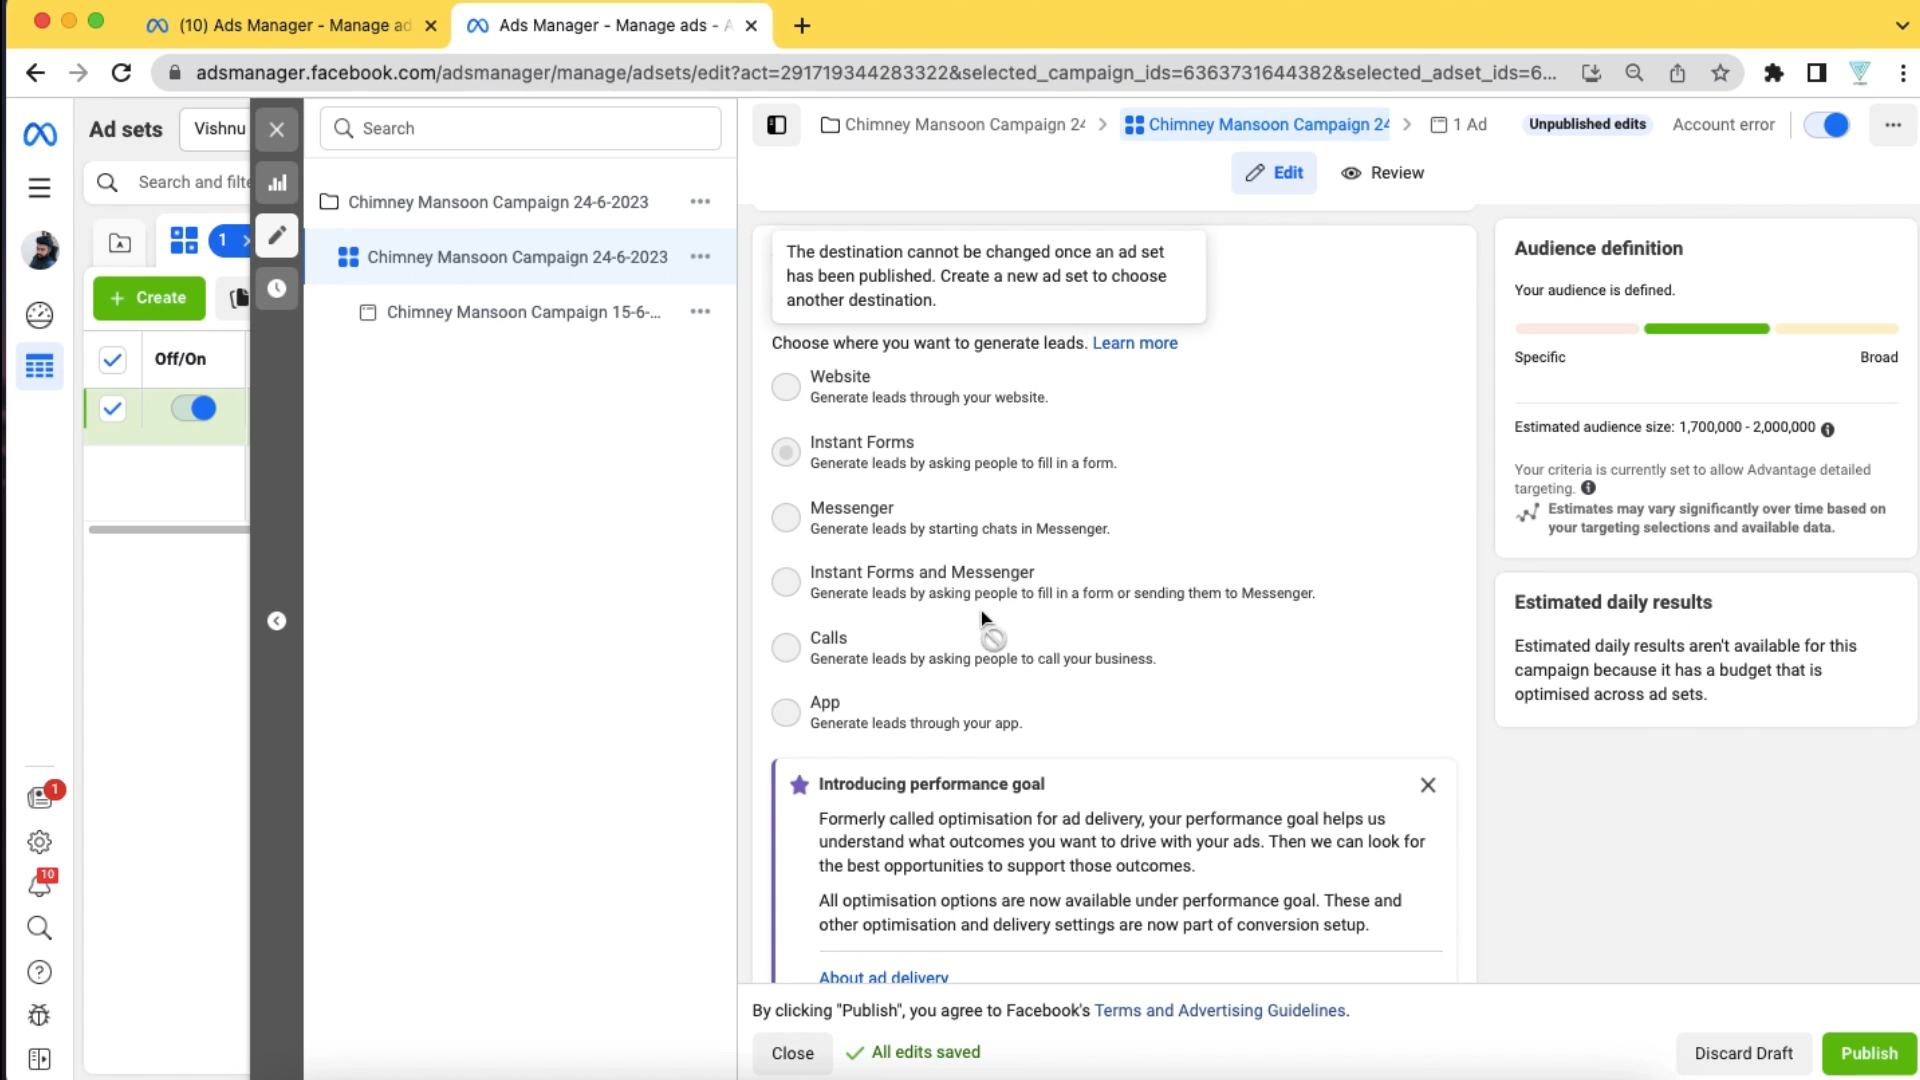 (10) Ads Manager - Manage ad
Ads Manager - Manage ads - A
adsmanager.facebook.com/adsmanager/manage/adsets/edit?act=291719344283322&selected_campaign_ids=6363731644382&selected_adset_ids=6...
Ad sets
Vishnu
Search
Chimney Mansoon Campaign 24
Chimney Mansoon Campaign 24
1 Ad
Unpublished edits
Account error
Edit
Review
Search and filte
1
Create
Off/On
Chimney Mansoon Campaign 24-6-2023
Chimney Mansoon Campaign 24-6-2023
Chimney Mansoon Campaign 15-6-...
The destination cannot be changed once an ad set
has been published. Create a new ad set to choose
another destination.
Choose where you want to generate leads. Learn more
Website
Generate leads through your website.
Instant Forms
Generate leads by asking people to fill in a form.
Messenger
Generate leads by starting chats in Messenger.
Instant Forms and Messenger
Generate leads by asking people to fill in a form or sending them to Messenger.
Calls
Generate leads by asking people to call your business.
App
Generate leads through your app.
Introducing performance goal
Formerly called optimisation for ad delivery, your performance goal helps us
understand what outcomes you want to drive with your ads. Then we can look for
the best opportunities to support those outcomes.
All optimisation options are now available under performance goal. These and
other optimisation and delivery settings are now part of conversion setup.
About ad delivery
Audience definition
Your audience is defined.
Specific
Broad
Estimated audience size: 1,700,000 - 2,000,000
Your criteria is currently set to allow Advantage detailed
targeting.
Estimates may vary significantly over time based on
your targeting selections and available data.
Estimated daily results
Estimated daily results aren't available for this
campaign because it has a budget that is
optimised across ad sets.
1
10
By clicking "Publish", you agree to Facebook's Terms and Advertising Guidelines.
Close
All edits saved
Discard Draft
Publish